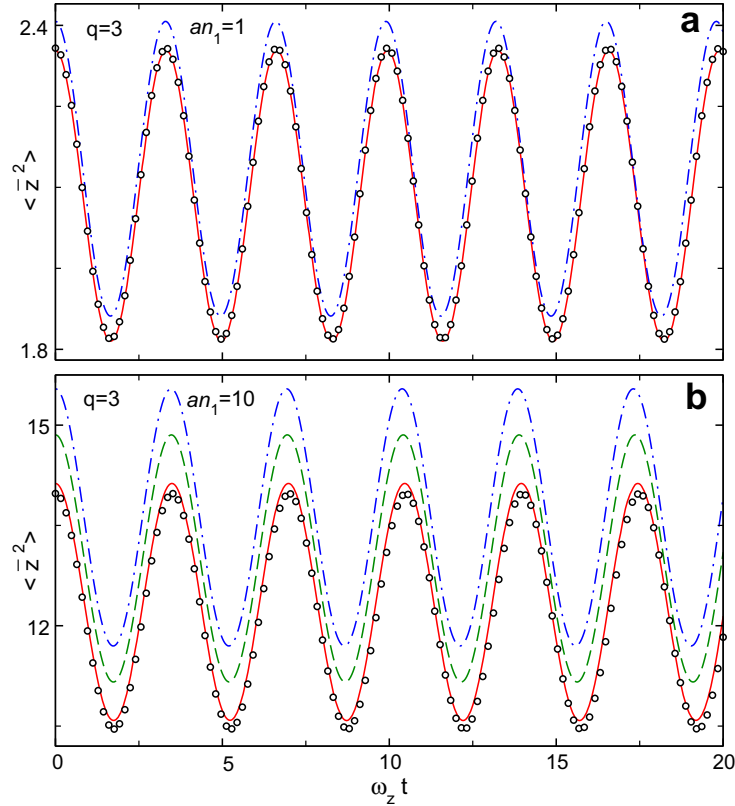 q=3 an₁=1 a
2.4
<z̄²>
1.8
q=3 an₁=10 b
15
<z̄²>
12
0 5 10 15 20
ω_z t